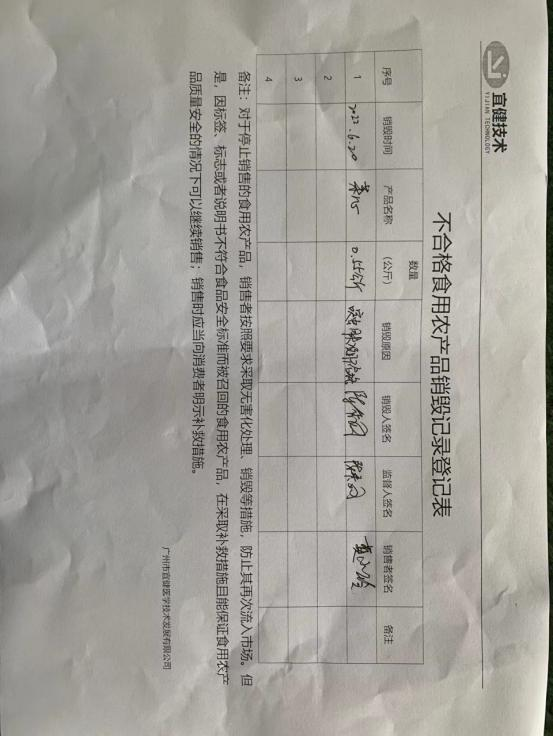 宜健技术
YIJIAN TECHNOLOGY
不合格食用农产品销毁记录登记表
序号 销毁时间 产品名称 数量（公斤） 销毁原因 销毁人签名 监督人签名 销售者签名 备注
1 2022.6.20 菜心 0.55公斤
2
3
4
备注：对于停止销售的食用农产品，销售者按照要求采取无害化处理、销毁等措施，防止其再次流入市场。但
是，因标签、标志或者说明书不符合食品安全标准而被召回的食用农产品，在采取补救措施且能保证食用农产
品质量安全的情况下可以继续销售；销售时应当向消费者明示补救措施。
广州市宜健医学技术发展有限公司